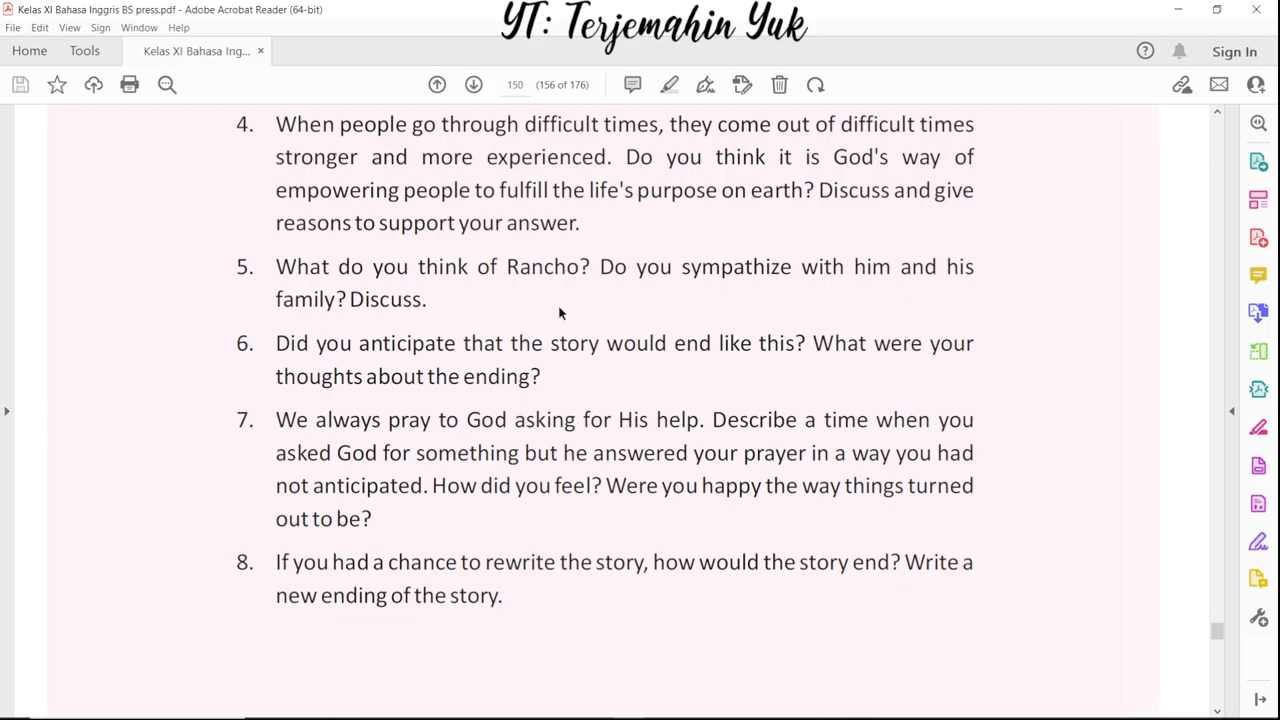 Kelas XI Bahasa Inggris BS press.pdf - Adobe Acrobat Reader (64-bit)
YT: Terjemahin Yuk
File Edit View Sign Window Help
Home Tools Kelas XI Bahasa Ing... × Sign In
150 (156 of 176)
4. When people go through difficult times, they come out of difficult times
stronger and more experienced. Do you think it is God's way of
empowering people to fulfill the life's purpose on earth? Discuss and give
reasons to support your answer.
5. What do you think of Rancho? Do you sympathize with him and his
family? Discuss.
6. Did you anticipate that the story would end like this? What were your
thoughts about the ending?
7. We always pray to God asking for His help. Describe a time when you
asked God for something but he answered your prayer in a way you had
not anticipated. How did you feel? Were you happy the way things turned
out to be?
8. If you had a chance to rewrite the story, how would the story end? Write a
new ending of the story.